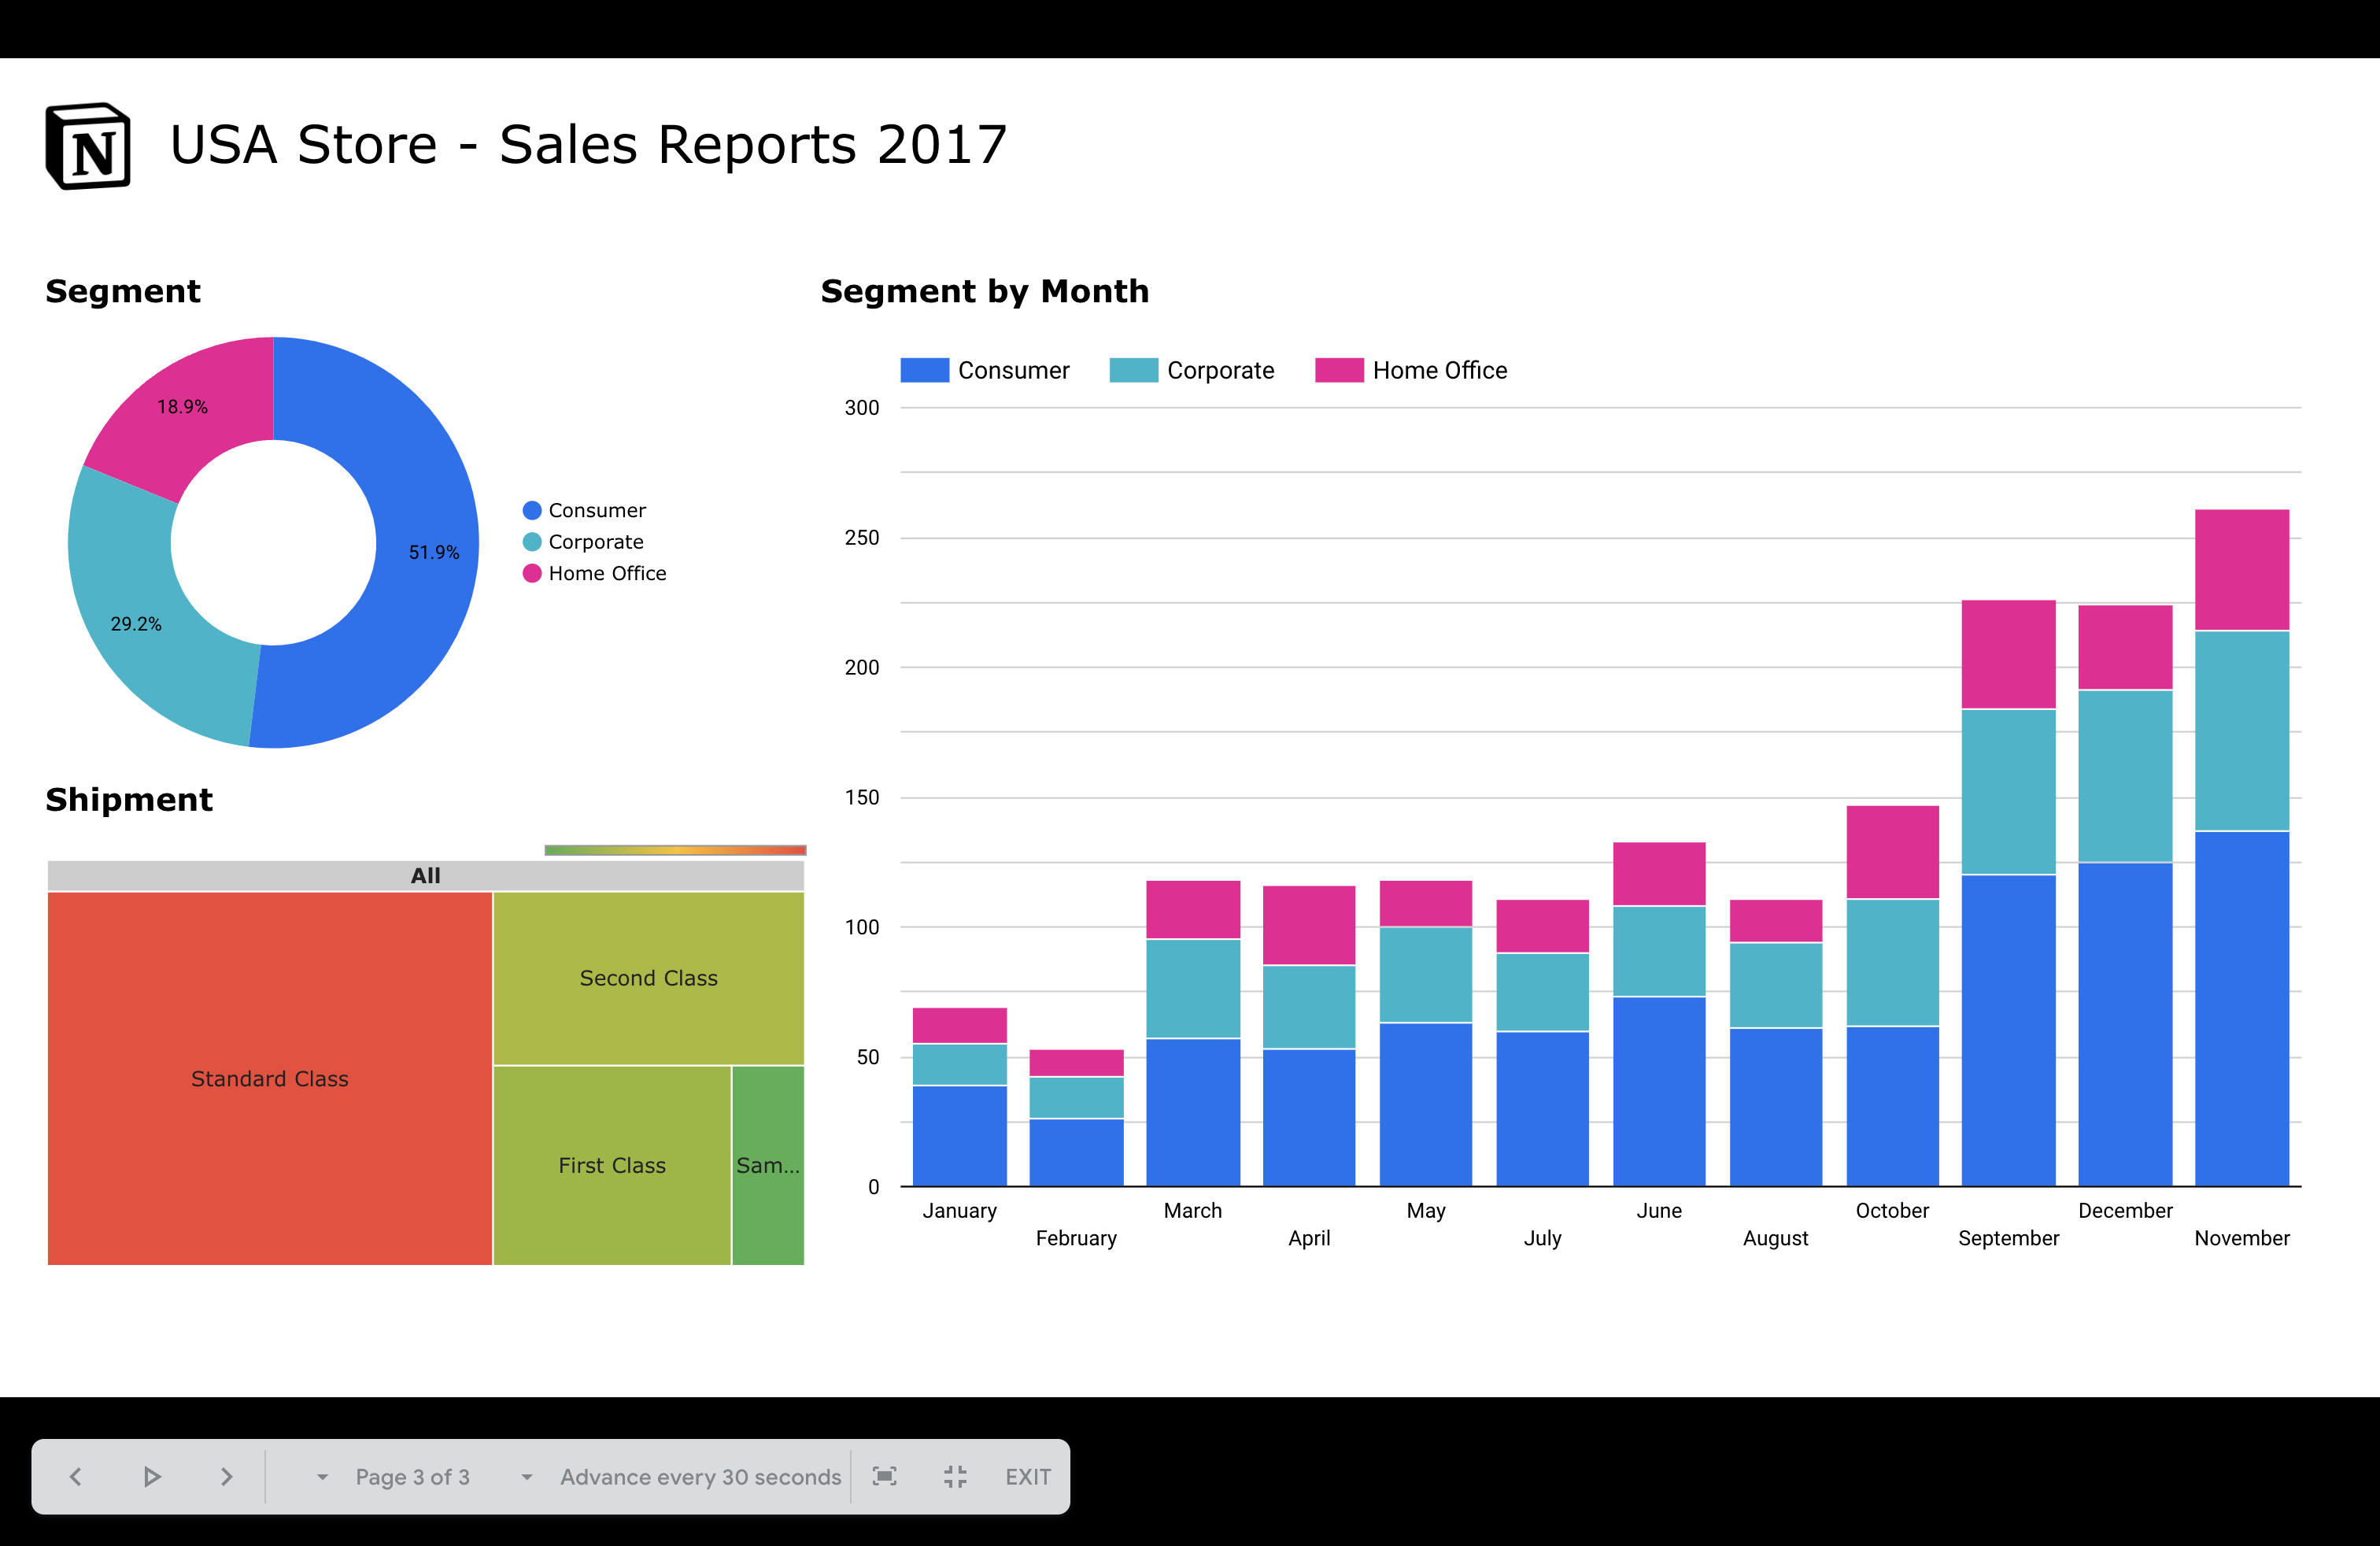 N
USA Store - Sales Reports 2017
Segment
18.9%
51.9%
29.2%
Consumer
Corporate
Home Office
Shipment
All
Standard Class
Second Class
First Class
Sam...
Segment by Month
Consumer Corporate Home Office
300
250
200
150
100
50
0
January March May June October December
February April July August September November
Page 3 of 3 Advance every 30 seconds EXIT